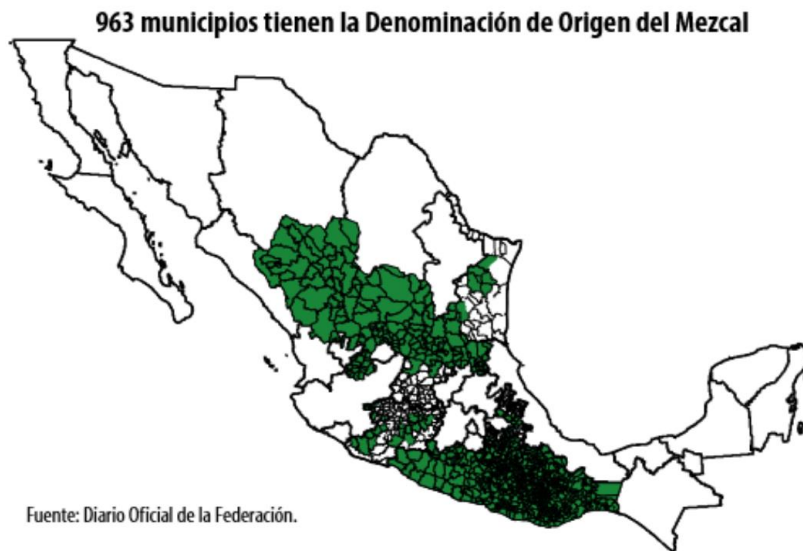 963 municipios tienen la Denominación de Origen del Mezcal
Fuente: Diario Oficial de la Federación.